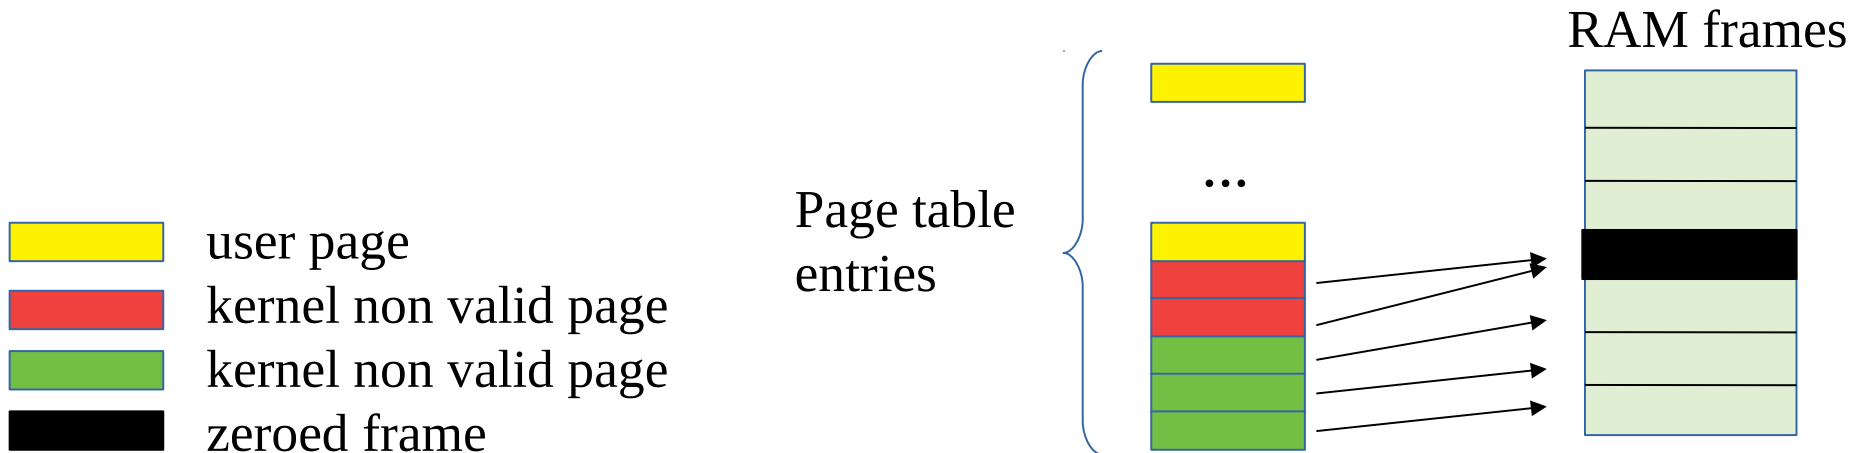 RAM frames
...
Page table
entries
user page
kernel non valid page
kernel non valid page
zeroed frame